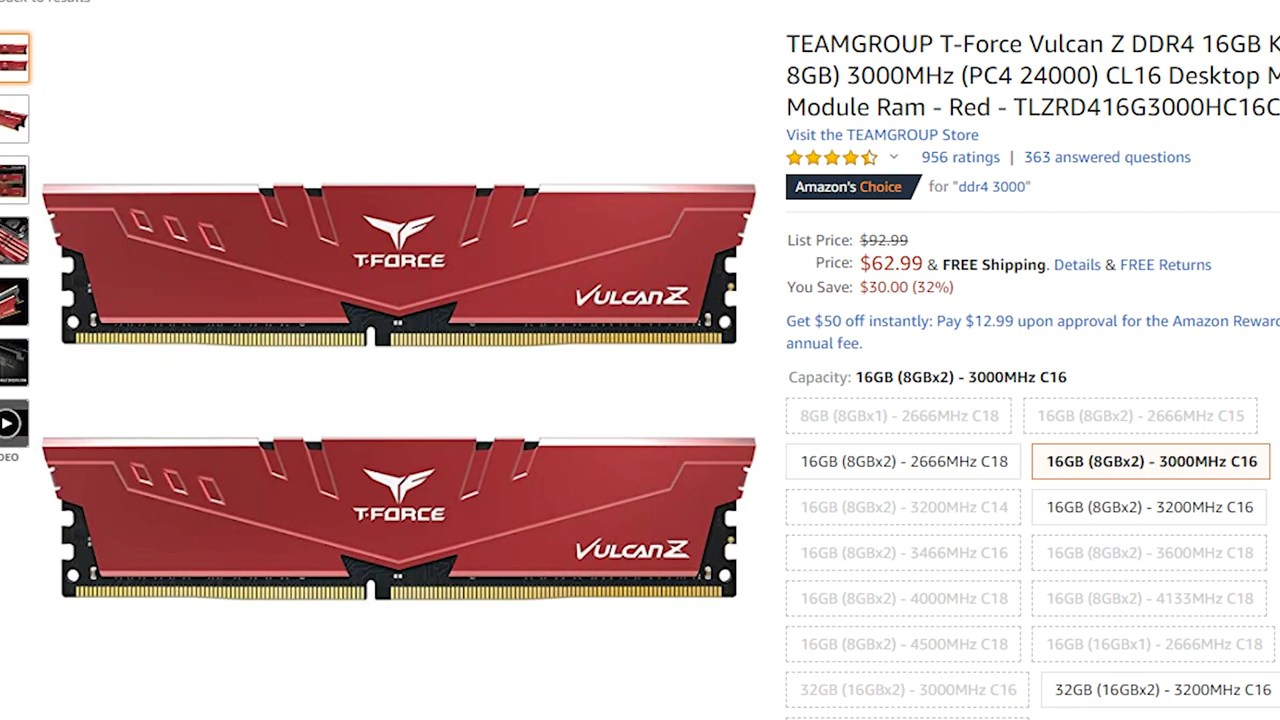 TEAMGROUP T-Force Vulcan Z DDR4 16GB K
8GB) 3000MHz (PC4 24000) CL16 Desktop M
Module Ram - Red - TLZRD416G3000HC16C
Visit the TEAMGROUP Store
956 ratings | 363 answered questions
Amazon's Choice for "ddr4 3000"
List Price: $92.99
Price: $62.99 & FREE Shipping. Details & FREE Returns
You Save: $30.00 (32%)
Get $50 off instantly: Pay $12.99 upon approval for the Amazon Reward
annual fee.
Capacity: 16GB (8GBx2) - 3000MHz C16
8GB (8GBx1) - 2666MHz C18
16GB (8GBx2) - 2666MHz C15
16GB (8GBx2) - 2666MHz C18
16GB (8GBx2) - 3000MHz C16
16GB (8GBx2) - 3200MHz C14
16GB (8GBx2) - 3200MHz C16
16GB (8GBx2) - 3466MHz C16
16GB (8GBx2) - 3600MHz C18
16GB (8GBx2) - 4000MHz C18
16GB (8GBx2) - 4133MHz C18
16GB (8GBx2) - 4500MHz C18
16GB (16GBx1) - 2666MHz C18
32GB (16GBx2) - 3000MHz C16
32GB (16GBx2) - 3200MHz C16
T-FORCE
VULCANZ
T-FORCE
VULCANZ
DEO